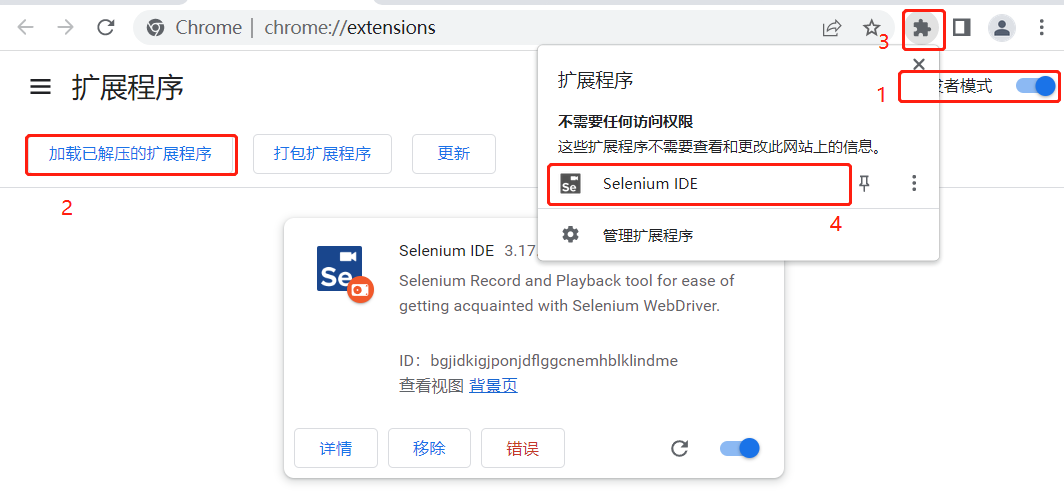 Chrome | chrome://extensions
3
扩展程序
1
者模式
加载已解压的扩展程序
打包扩展程序
更新
2
扩展程序
不需要任何访问权限
这些扩展程序不需要查看和更改此网站上的信息。
Se
Selenium IDE
4
管理扩展程序
Se
Selenium IDE 3.17.
Selenium Record and Playback tool for ease of
getting acquainted with Selenium WebDriver.
ID：bgjidkigjponjdflggcnemhblklindme
查看视图 背景页
详情
移除
错误